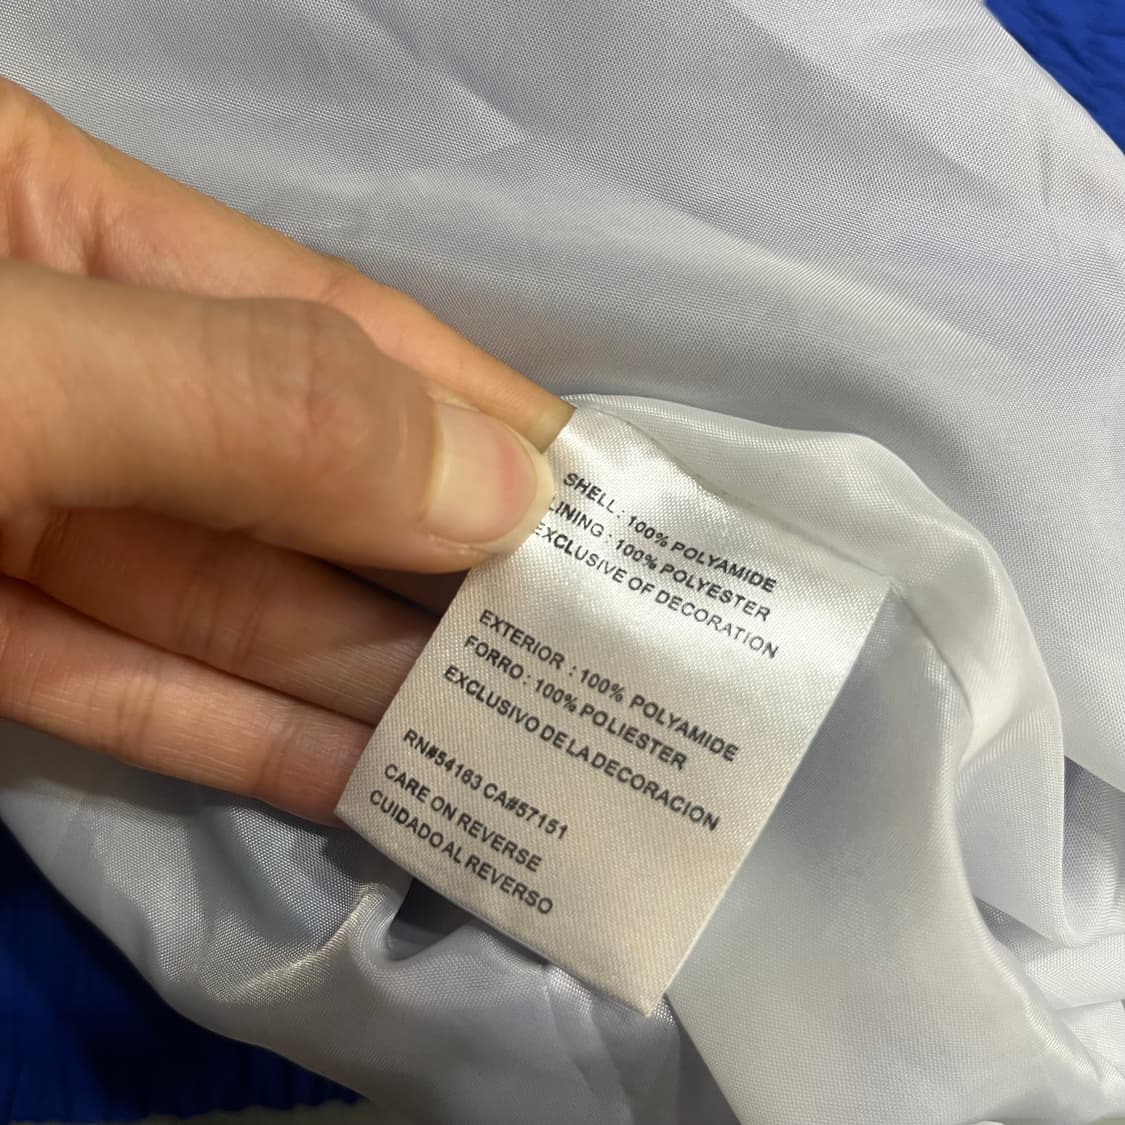 SHELL: 100% POLYAMIDE
LINING : 100% POLYESTER
EXCLUSIVE OF DECORATION
EXTERIOR : 100% POLYAMIDE
FORRO : 100% POLIESTER
EXCLUSIVO DE LA DECORACION
RN#54163 CA#57151
CARE ON REVERSE
CUIDADO AL REVERSO